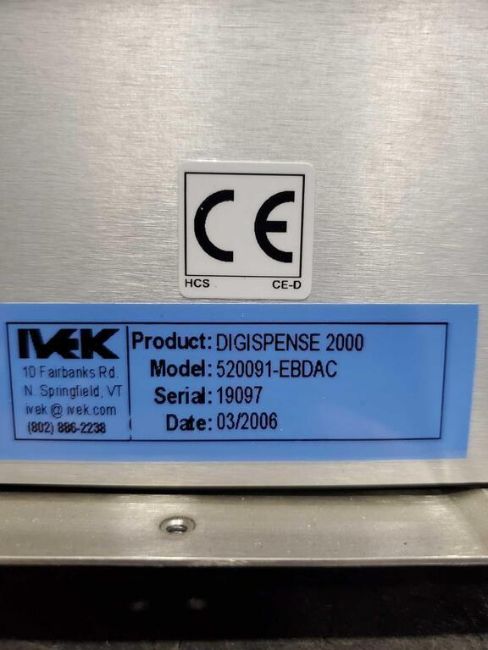 CE
HCS CE-D
IVEK
10 Fairbanks Rd.
N. Springfield, VT
ivek @ ivek.com
(802) 886-2238
Product: DIGISPENSE 2000
Model: 520091-EBDAC
Serial: 19097
Date: 03/2006